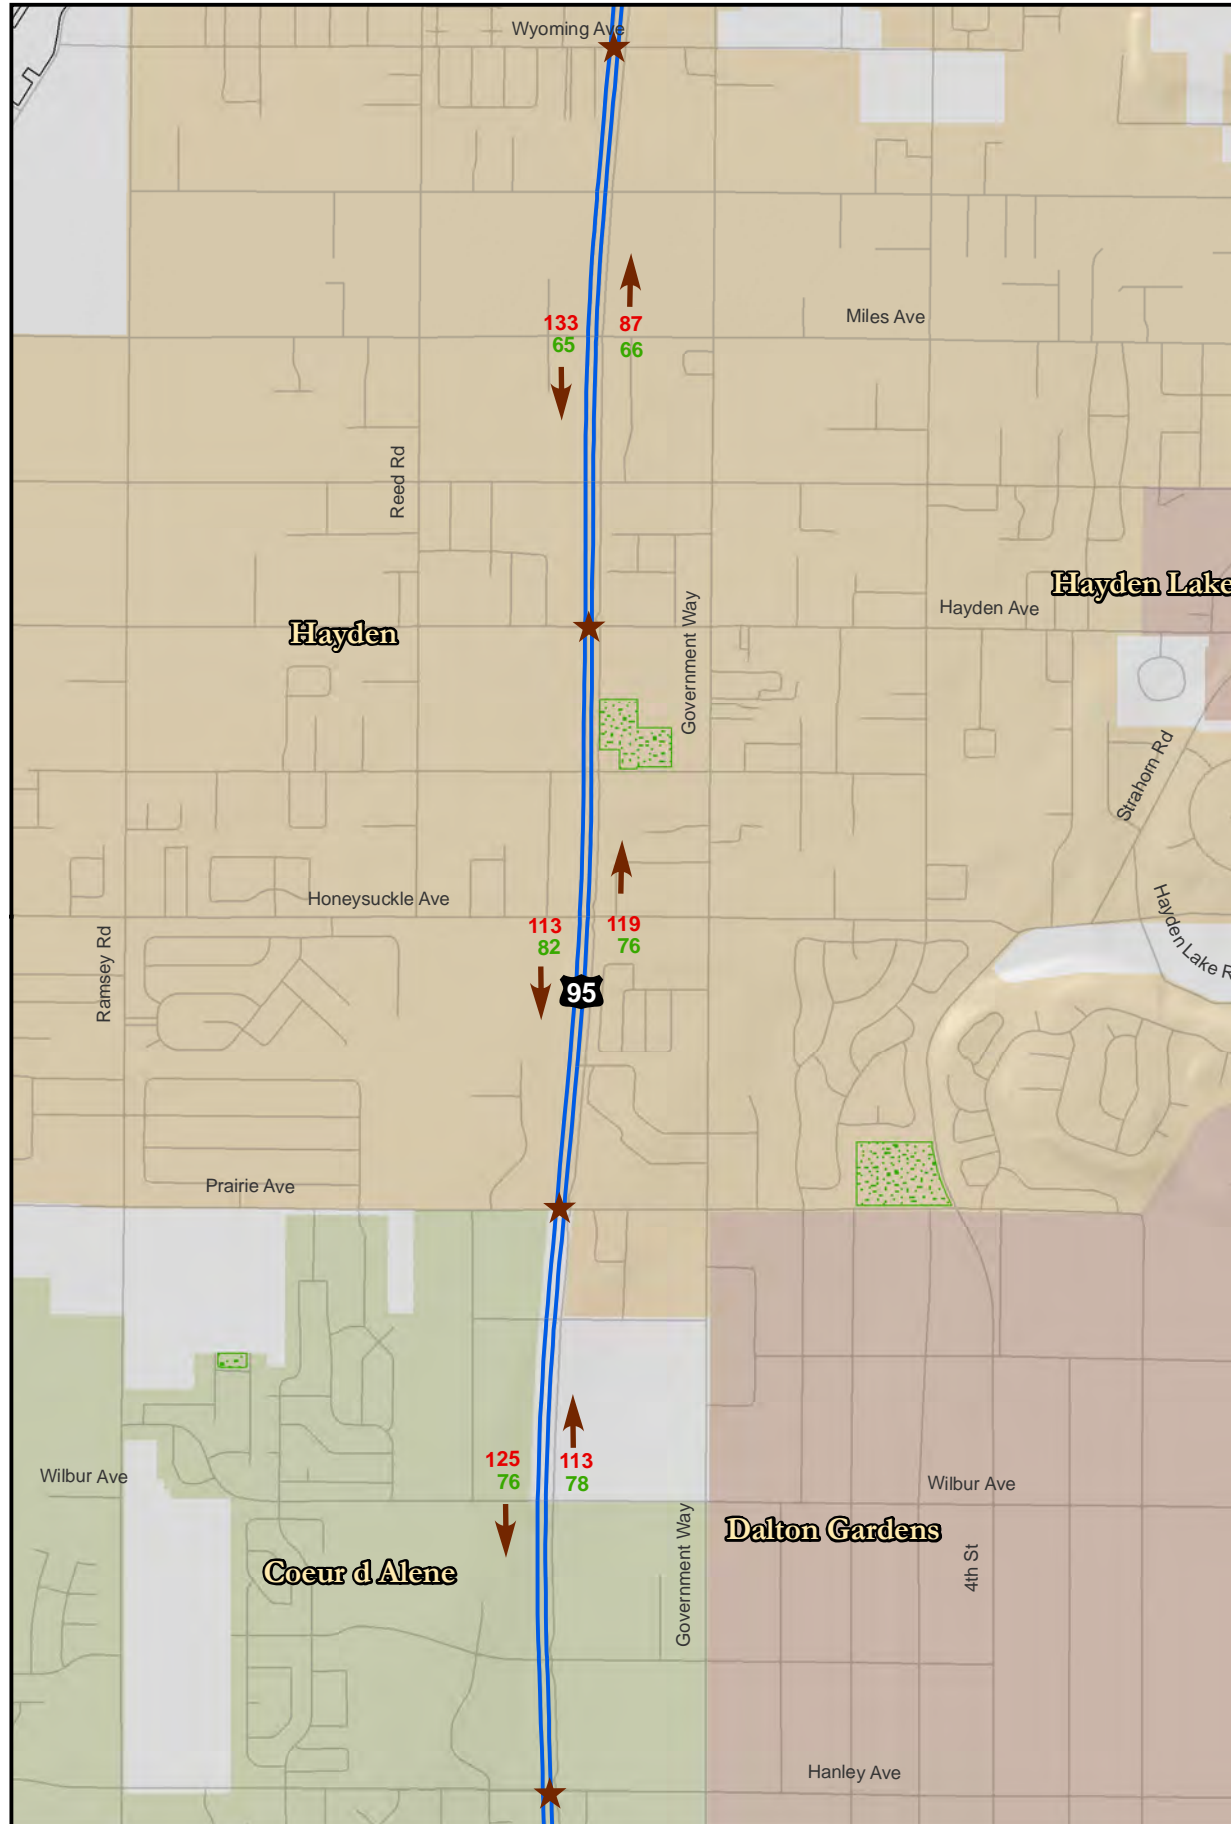 Wyoming Ave
Miles Ave
133
87
65
66
Reed Rd
Hayden Lake
Hayden Ave
Hayden
Government Way
Strahorn Rd
Honeysuckle Ave
Hayden Lake R
113
119
82
76
Ramsey Rd
95
Prairie Ave
125
113
76
78
Wilbur Ave
Wilbur Ave
Dalton Gardens
Government Way
4th St
Coeur d Alene
Hanley Ave